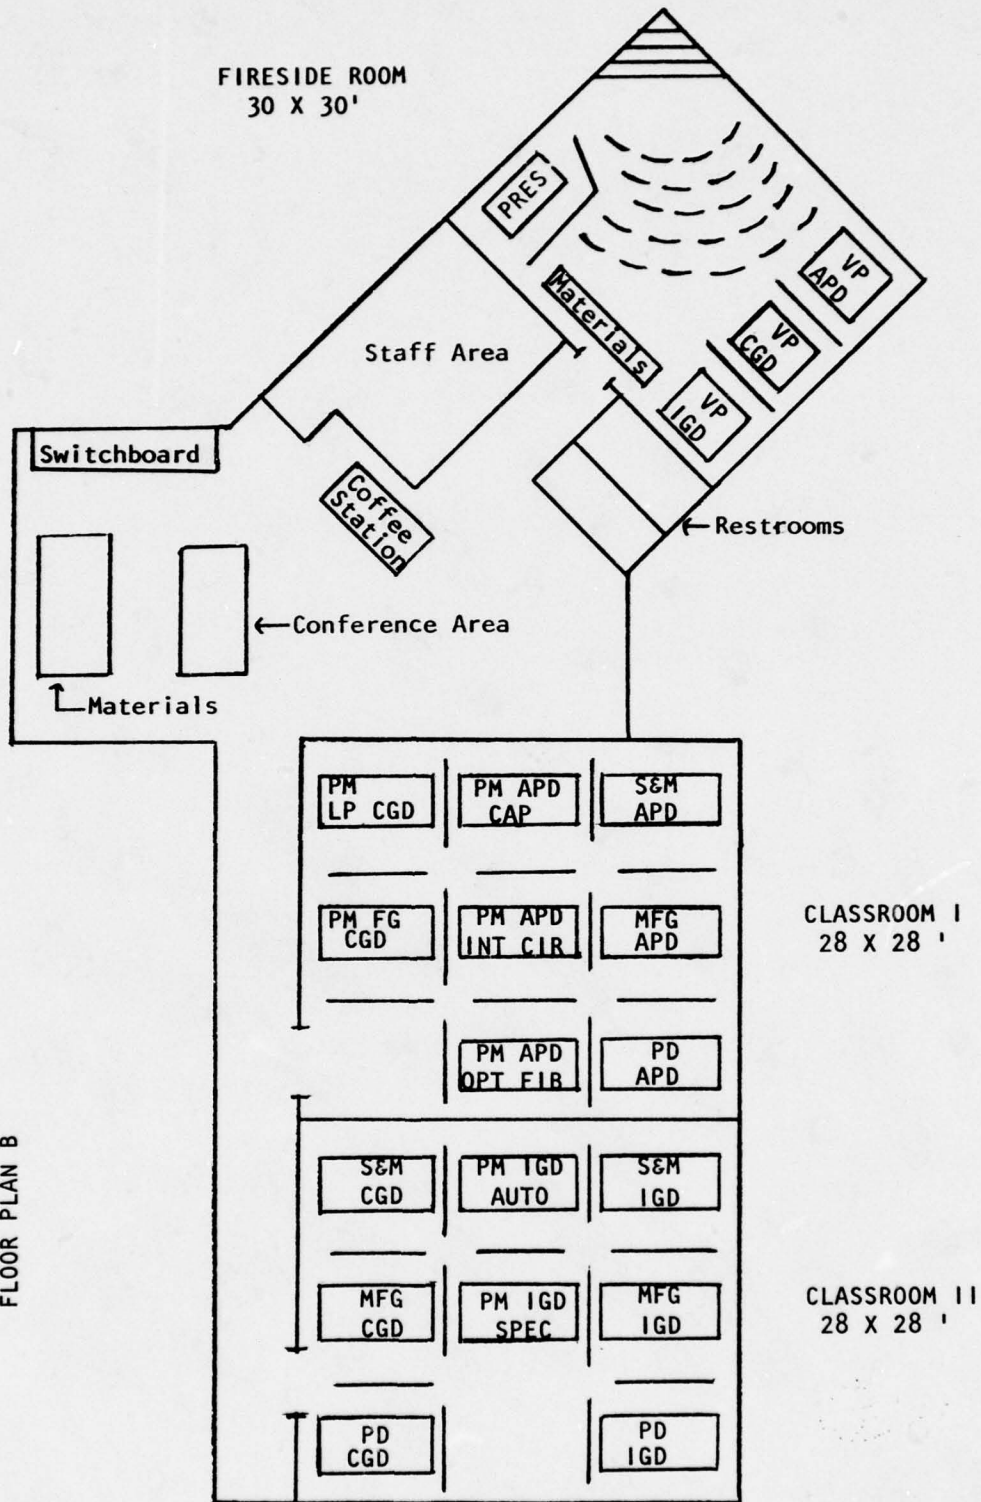 FIRESIDE ROOM
30 X 30'
PRES
Materials
VP
APD
VP
CGD
VP
IGD
Staff Area
Switchboard
Coffee
Station
←Restrooms
←Conference Area
Materials
PM
LP CGD
PM APD
CAP
S&M
APD
PM FG
CGD
PM APD
INT CIR
MFG
APD
CLASSROOM I
28 X 28 '
PM APD
OPT FIB
PD
APD
FLOOR PLAN B
S&M
CGD
PM IGD
AUTO
S&M
IGD
MFG
CGD
PM IGD
SPEC
MFG
IGD
CLASSROOM II
28 X 28 '
PD
CGD
PD
IGD